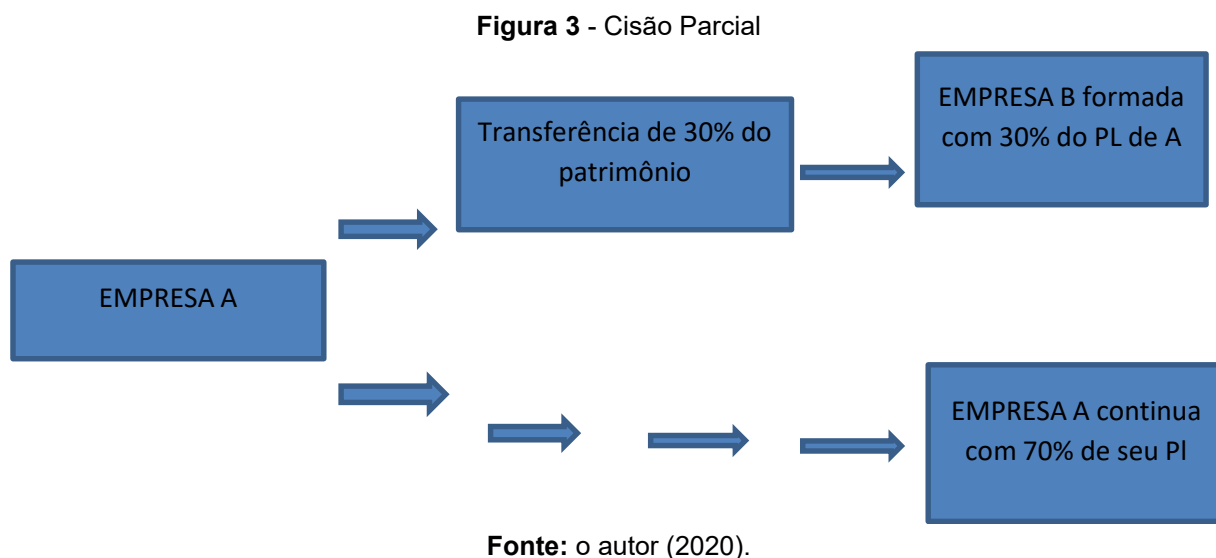 Figura 3 - Cisão Parcial
EMPRESA A
Transferência de 30% do
patrimônio
EMPRESA B formada
com 30% do PL de A
EMPRESA A continua
com 70% de seu Pl
Fonte: o autor (2020).